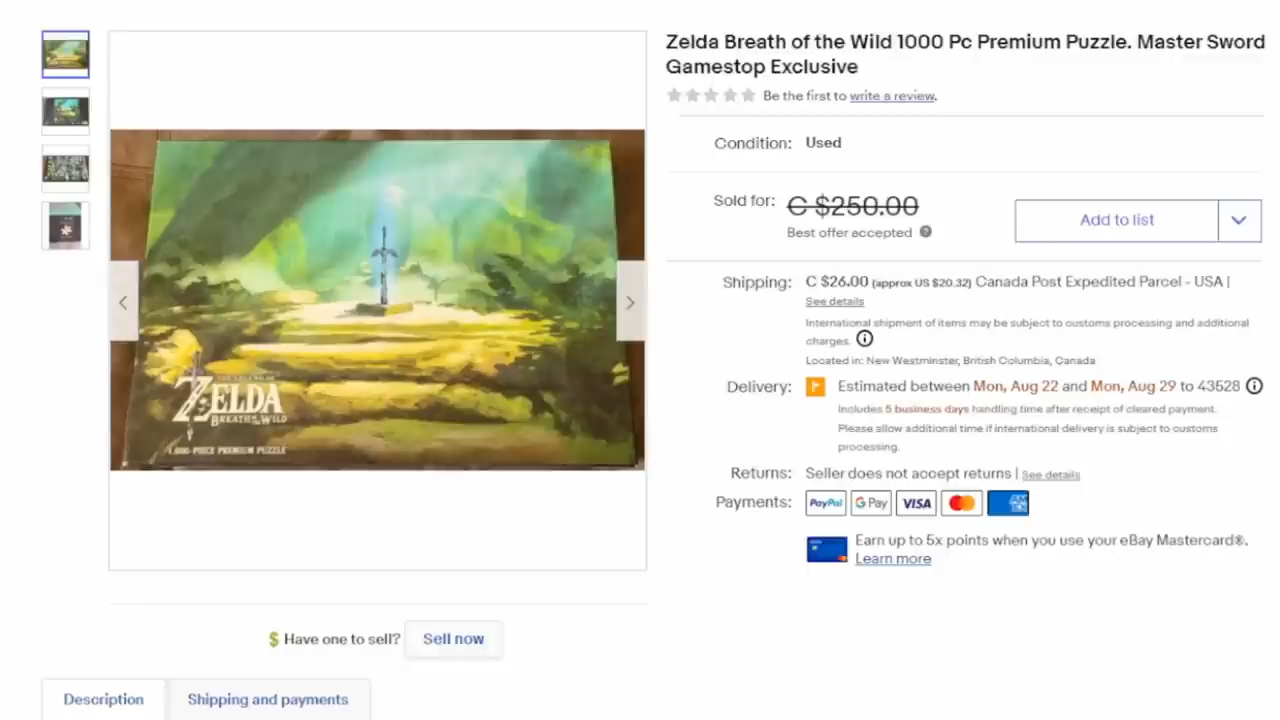 Zelda Breath of the Wild 1000 Pc Premium Puzzle. Master Sword
Gamestop Exclusive
Be the first to write a review.
Condition: Used
Sold for: C $250.00
Best offer accepted
Add to list
Shipping: C $26.00 (approx US $20.32) Canada Post Expedited Parcel - USA |
See details
International shipment of items may be subject to customs processing and additional
charges.
Located in: New Westminster, British Columbia, Canada
Delivery: Estimated between Mon, Aug 22 and Mon, Aug 29 to 43528
Includes 5 business days handling time after receipt of cleared payment.
Please allow additional time if international delivery is subject to customs
processing.
Returns: Seller does not accept returns | See details
Payments: PayPal G Pay VISA
Earn up to 5x points when you use your eBay Mastercard®.
Learn more
THE LEGEND OF
ZELDA
BREATH OF THE WILD
1,000-PIECE PREMIUM PUZZLE
$ Have one to sell? Sell now
Description Shipping and payments